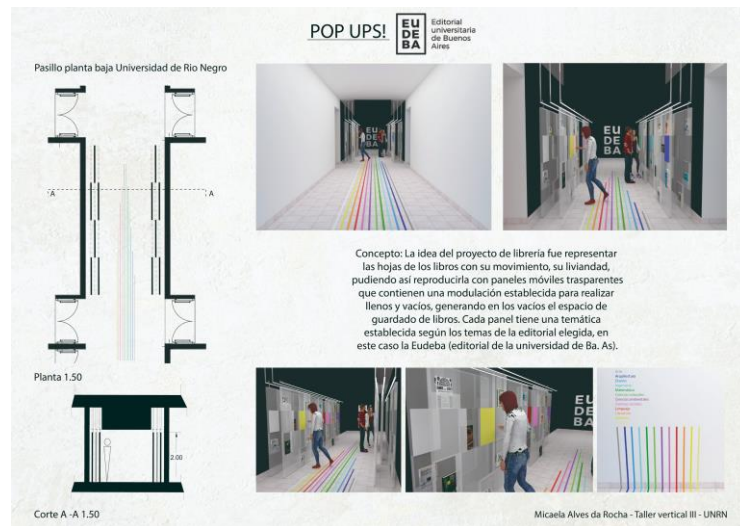 POP UPS!
EU
DE
BA
Editorial
universitaria
de Buenos
Aires
Pasillo planta baja Universidad de Rio Negro
A
A
EU
DE
BA
EU
DE
BA
Concepto: La idea del proyecto de librería fue representar
las hojas de los libros con su movimiento, su liviandad,
pudiendo así reproducirla con paneles móviles trasparentes
que contienen una modulación establecida para realizar
llenos y vacíos, generando en los vacíos el espacio de
guardado de libros. Cada panel tiene una temática
establecida según los temas de la editorial elegida, en
este caso la Eudeba (editorial de la universidad de Ba. As).
Planta 1.50
2.00
EU
BA
Corte A -A 1.50
Micaela Alves da Rocha - Taller vertical III - UNRN